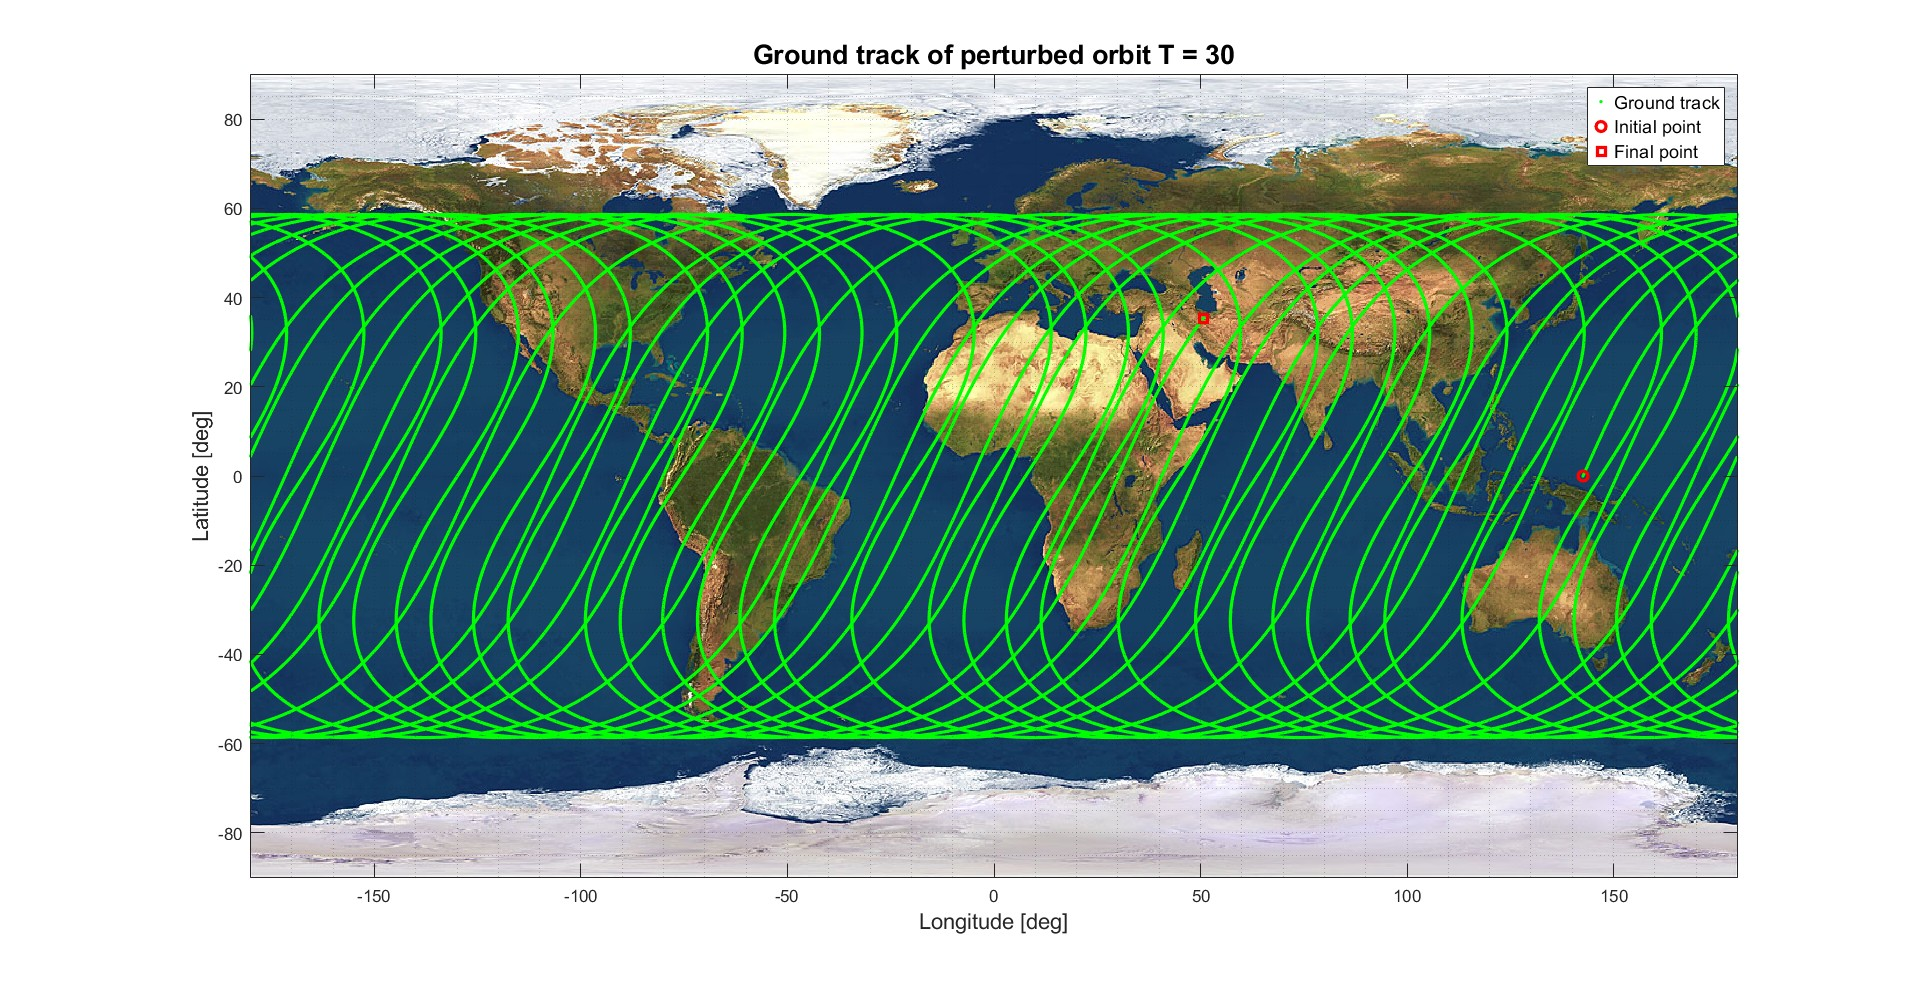 Ground track of perturbed orbit T = 30
Ground track
Initial point
Final point
80
60
40
20
0
-20
-40
-60
-80
Latitude [deg]
-150
-100
-50
0
50
100
150
Longitude [deg]